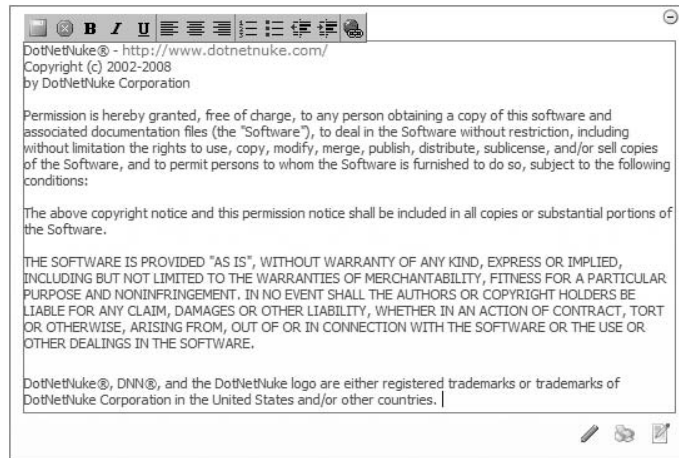 B I U
DotNetNuke® - http://www.dotnetnuke.com/
Copyright (c) 2002-2008
by DotNetNuke Corporation
Permission is hereby granted, free of charge, to any person obtaining a copy of this software and
associated documentation files (the "Software"), to deal in the Software without restriction, including
without limitation the rights to use, copy, modify, merge, publish, distribute, sublicense, and/or sell copies
of the Software, and to permit persons to whom the Software is furnished to do so, subject to the following
conditions:
The above copyright notice and this permission notice shall be included in all copies or substantial portions of
the Software.
THE SOFTWARE IS PROVIDED "AS IS", WITHOUT WARRANTY OF ANY KIND, EXPRESS OR IMPLIED,
INCLUDING BUT NOT LIMITED TO THE WARRANTIES OF MERCHANTABILITY, FITNESS FOR A PARTICULAR
PURPOSE AND NONINFRINGEMENT. IN NO EVENT SHALL THE AUTHORS OR COPYRIGHT HOLDERS BE
LIABLE FOR ANY CLAIM, DAMAGES OR OTHER LIABILITY, WHETHER IN AN ACTION OF CONTRACT, TORT
OR OTHERWISE, ARISING FROM, OUT OF OR IN CONNECTION WITH THE SOFTWARE OR THE USE OR
OTHER DEALINGS IN THE SOFTWARE.
DotNetNuke®, DNN®, and the DotNetNuke logo are either registered trademarks or trademarks of
DotNetNuke Corporation in the United States and/or other countries.